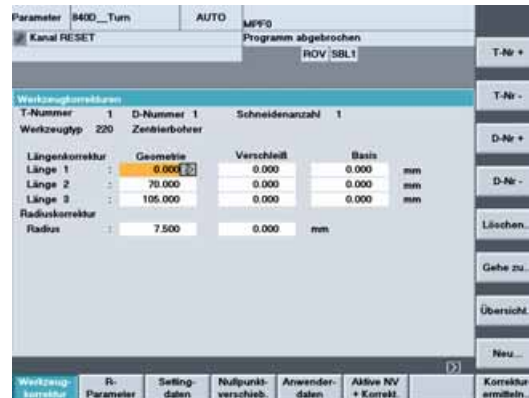 Parameter 840D__Turn AUTO MPF0
Kanal RESET Programm abgebrochen
ROV SBL1
Werkzeugkorrekturen
T-Nummer 1 D-Nummer 1 Schneidenanzahl 1
Werkzeugtyp 220 Zentrierbohrer
Längenkorrektur Geometrie Verschleiß Basis
Länge 1 : 0.000 0.000 0.000 mm
Länge 2 : 70.000 0.000 0.000 mm
Länge 3 : 105.000 0.000 0.000 mm
Radiuskorrektur
Radius : 7.500 0.000 mm
T-Nr +
T-Nr -
D-Nr +
D-Nr -
Löschen..
Gehe zu..
Übersicht.
Neu...
Korrektur ermitteln
Werkzeug-korrektur
R-Parameter
Setting-daten
Nullpunkt-verschieb.
Anwender-daten
Aktive NV + Korrekt.